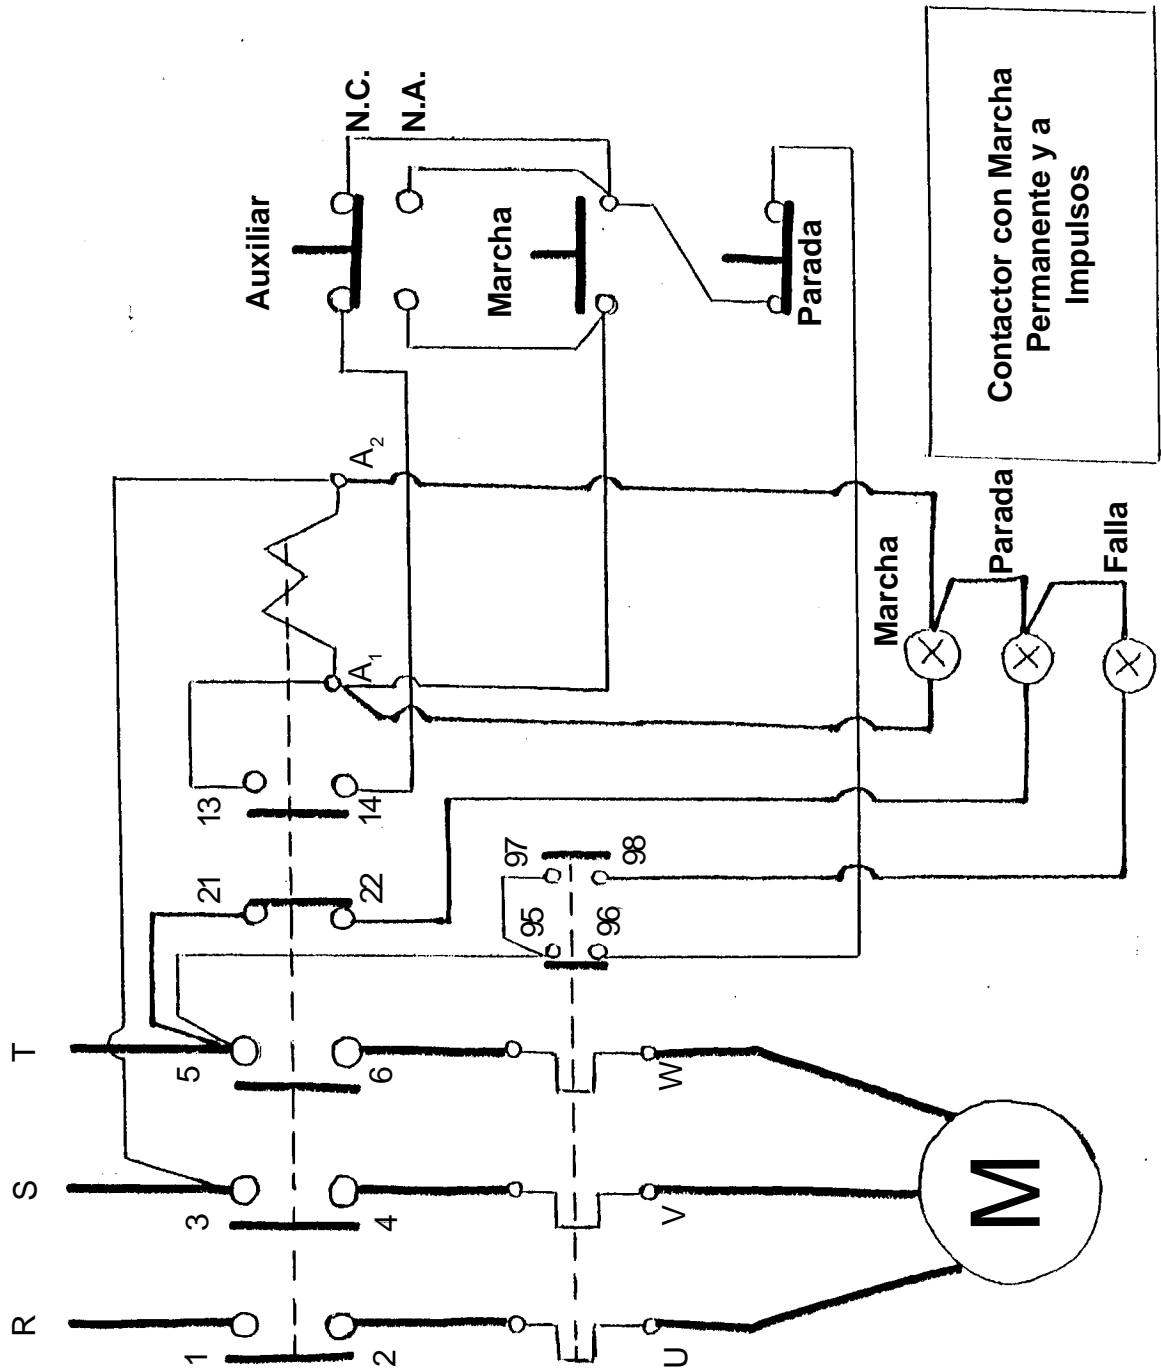 N.C.
N.A.
Auxiliar
Marcha
Parada
Contactor con Marcha
Permanente y a
Impulsos
A2
A1
Marcha
Parada
Falla
13
14
21
22
97
98
95
96
T
5
6
W
S
3
4
V
R
1
2
U
M